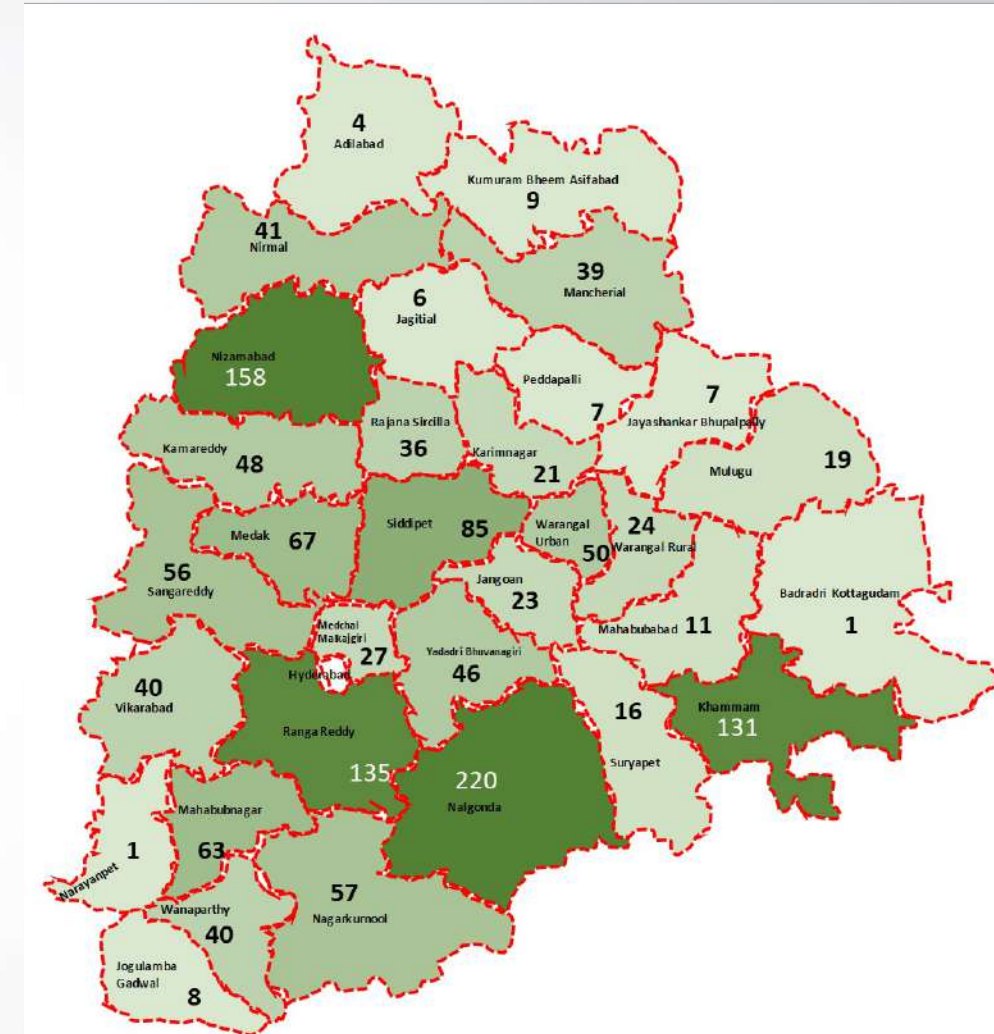 4
Adilabad
Kumuram Bheem Asifabad
9
41
Nirmal
39
Mancherial
6
Jagitial
Nizamabad
158
Peddapalli
7
7
Jayashankar Bhupalpally
Rajana Sircilla
36
Karimnagar
21
Kamareddy
48
Mulugu
19
Medak
67
Siddipet
85
Warangal
Urban
50
24
Warangal Rural
56
Sangareddy
Jangoan
23
Mahabubabad
11
Badradri Kottagudam
1
Medchal
Malkajgiri
27
Hyderabad
Yadadri Bhuvanagiri
46
40
Vikarabad
Ranga Reddy
135
220
Nalgonda
16
Suryapet
Khammam
131
Mahabubnagar
63
1
Narayanpet
57
Nagarkurnool
Wanaparthy
40
Jogulamba
Gadwal
8